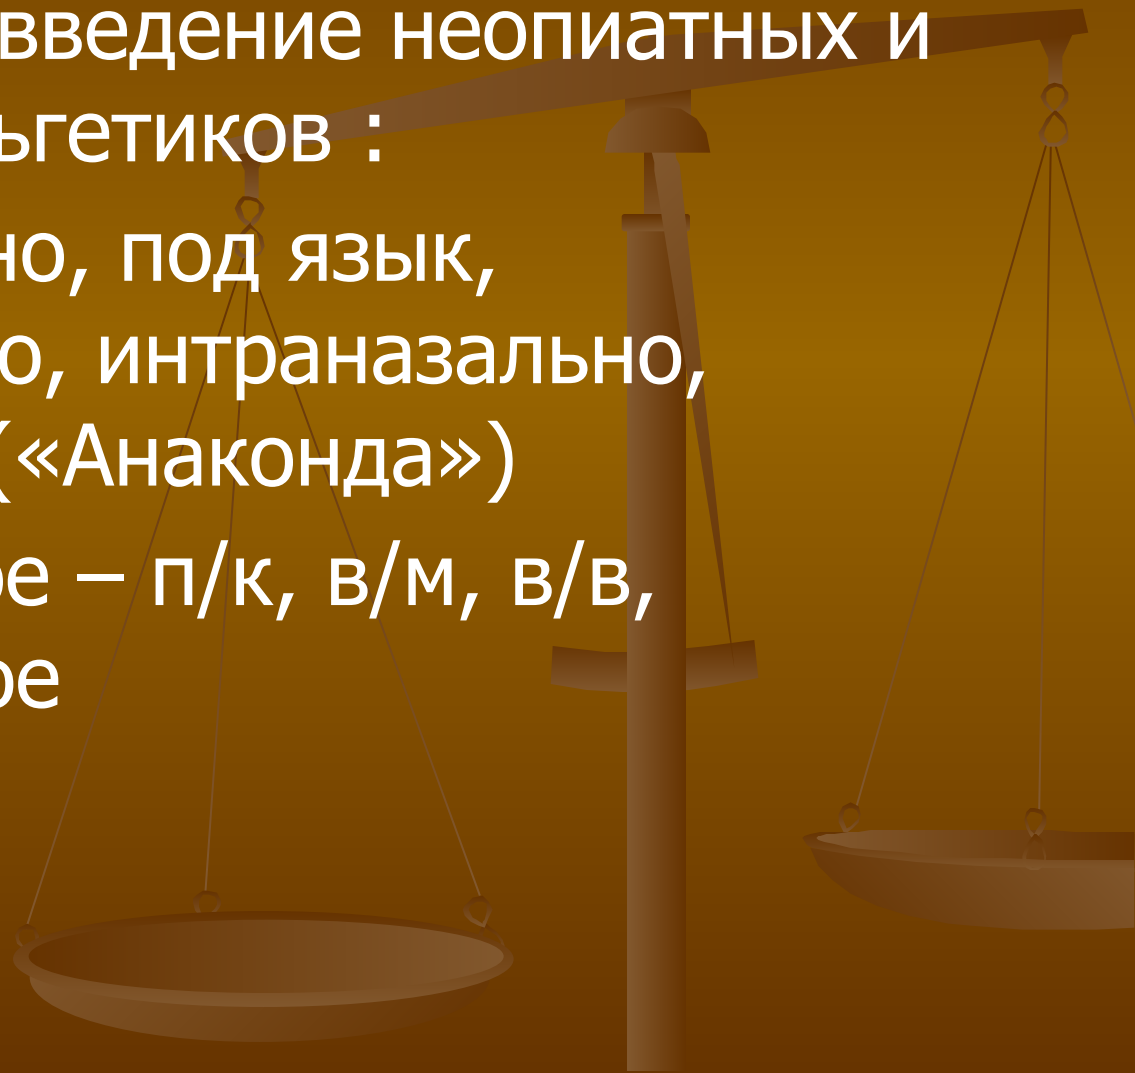 введение неопиатных и
ьгетиков :
но, под язык,
о, интраназально,
(«Анаконда»)
ре – п/к, в/м, в/в,
ре